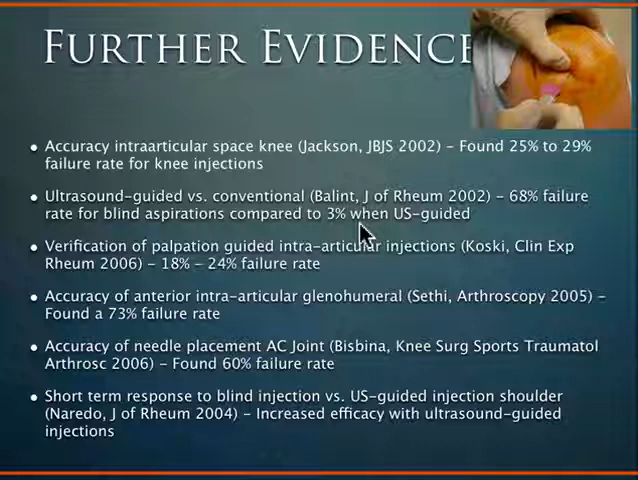 FURTHER EVIDENCE
• Accuracy intraarticular space knee (Jackson, JBJS 2002) - Found 25% to 29%
failure rate for knee injections
• Ultrasound-guided vs. conventional (Balint, J of Rheum 2002) - 68% failure
rate for blind aspirations compared to 3% when US-guided
• Verification of palpation guided intra-articular injections (Koski, Clin Exp
Rheum 2006) - 18% - 24% failure rate
• Accuracy of anterior intra-articular glenohumeral (Sethi, Arthroscopy 2005) -
Found a 73% failure rate
• Accuracy of needle placement AC Joint (Bisbina, Knee Surg Sports Traumatol
Arthrosc 2006) - Found 60% failure rate
• Short term response to blind injection vs. US-guided injection shoulder
(Naredo, J of Rheum 2004) - Increased efficacy with ultrasound-guided
injections